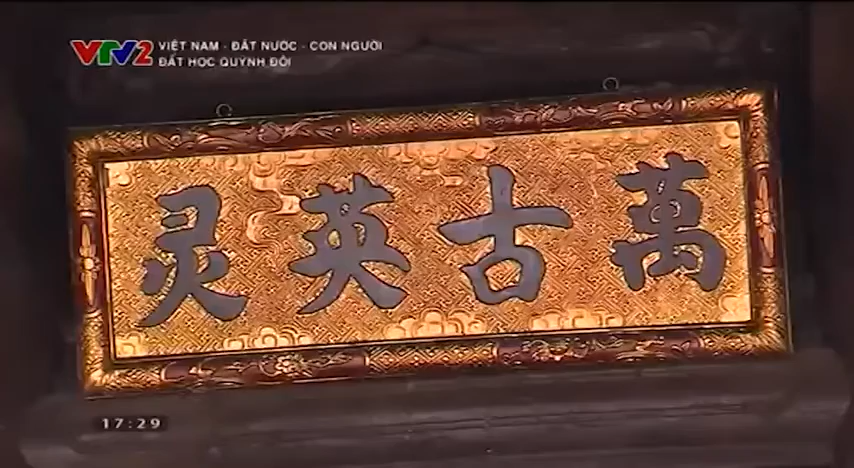 VTV2
VIỆT NAM - ĐẤT NƯỚC - CON NGƯỜI
ĐẤT HỌC QUỲNH ĐÔI
萬古英灵
17:29